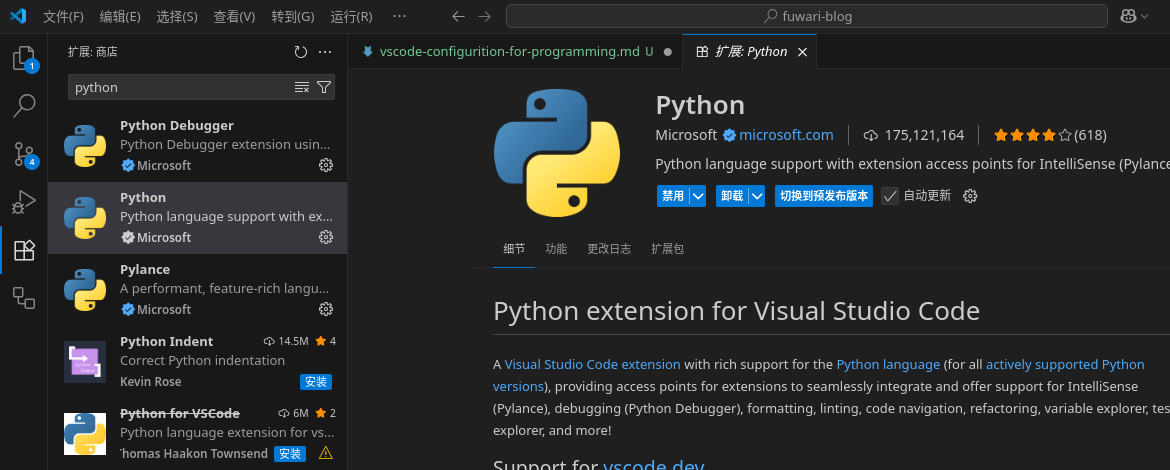 文件(F) 编辑(E) 选择(S) 查看(V) 转到(G) 运行(R) ··· fuwari-blog
扩展: 商店
python
Python Debugger
Python Debugger extension usin...
Microsoft
Python
Python language support with ex...
Microsoft
Pylance
A performant, feature-rich langu...
Microsoft
Python Indent 14.5M 4
Correct Python indentation
Kevin Rose 安装
Python for VSCode 6M 2
Python language extension for vs...
Thomas Haakon Townsend 安装
1
4
vscode-configurition-for-programming.md U
扩展: Python
Python
Microsoft microsoft.com 175,121,164 (618)
Python language support with extension access points for IntelliSense (Pylance
禁用 卸载 切换到预发布版本 自动更新
细节 功能 更改日志 扩展包
Python extension for Visual Studio Code
A Visual Studio Code extension with rich support for the Python language (for all actively supported Python
versions), providing access points for extensions to seamlessly integrate and offer support for IntelliSense
(Pylance), debugging (Python Debugger), formatting, linting, code navigation, refactoring, variable explorer, tes
explorer, and more!
Support for vscode.dev